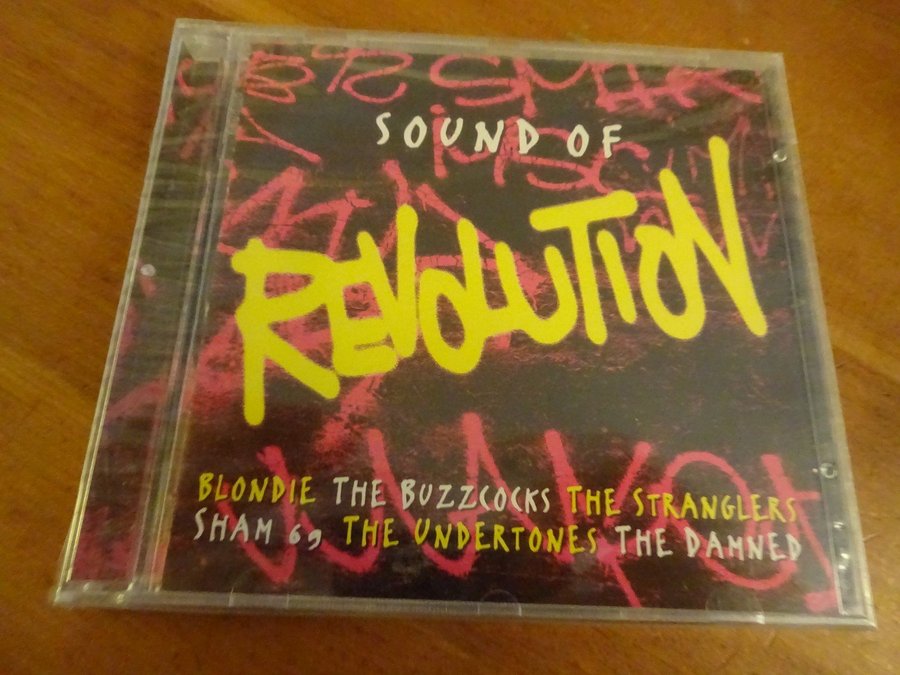 SOUND OF
REVOLUTION
BLONDIE THE BUZZCOCKS THE STRANGLERS
SHAM 69 THE UNDERTONES THE DAMNED